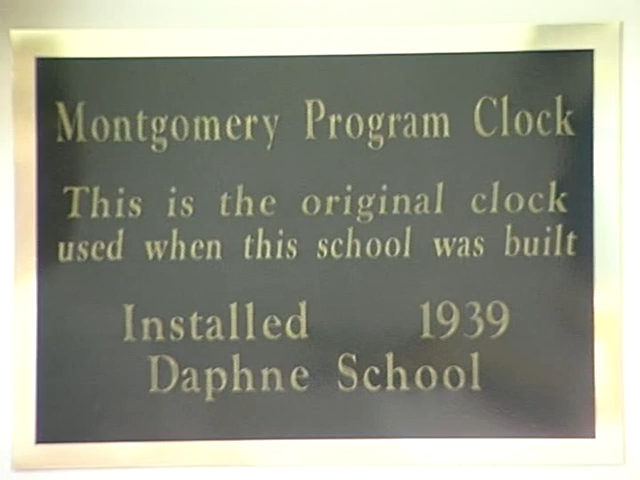 Montgomery Program Clock
This is the original clock
used when this school was built
Installed 1939
Daphne School